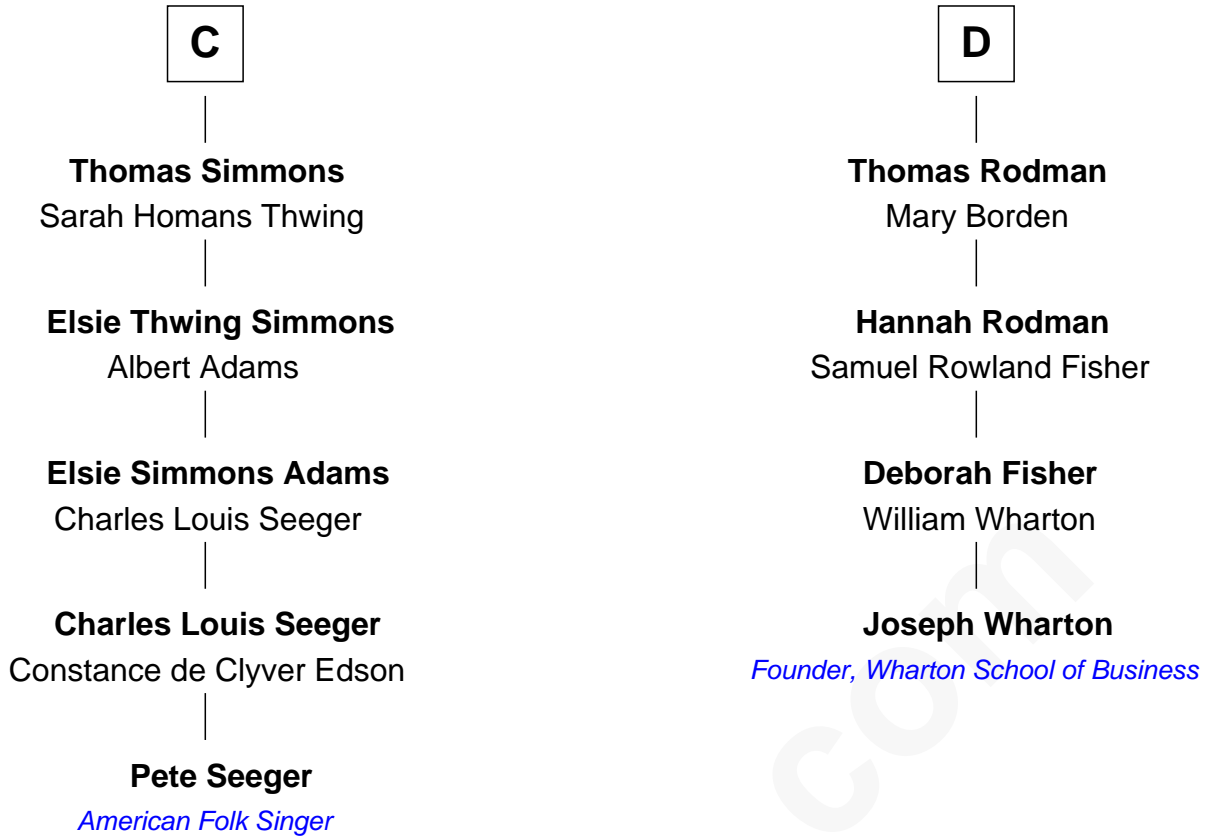 C
Thomas Simmons
Sarah Homans Thwing
Elsie Thwing Simmons
Albert Adams
Elsie Simmons Adams
Charles Louis Seeger
Charles Louis Seeger
Constance de Clyver Edson
Pete Seeger
American Folk Singer
D
Thomas Rodman
Mary Borden
Hannah Rodman
Samuel Rowland Fisher
Deborah Fisher
William Wharton
Joseph Wharton
Founder, Wharton School of Business
com